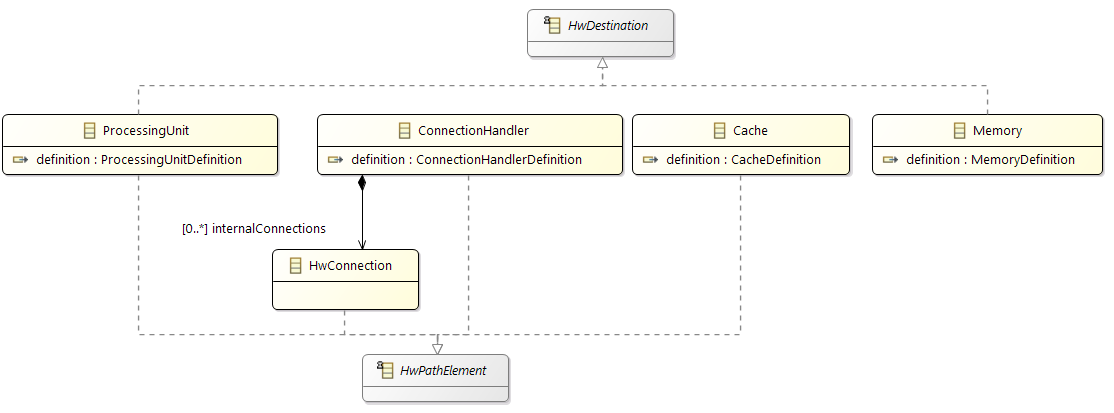 HwDestination
ProcessingUnit
definition : ProcessingUnitDefinition
ConnectionHandler
definition : ConnectionHandlerDefinition
Cache
definition : CacheDefinition
Memory
definition : MemoryDefinition
[0..*] internalConnections
HwConnection
HwPathElement